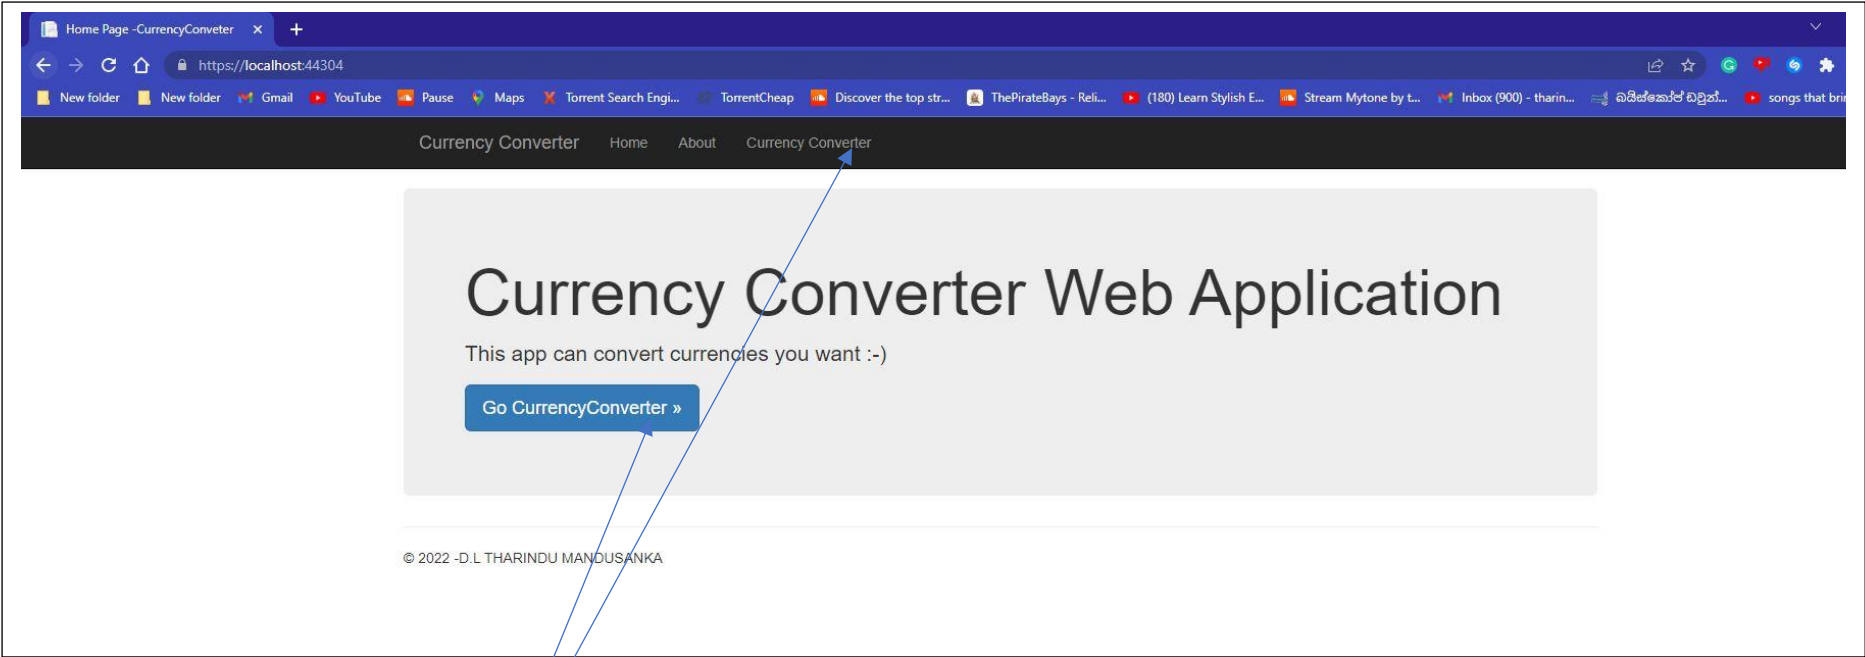 Home Page -CurrencyConveter
https://localhost:44304
New folder New folder Gmail YouTube Pause Maps Torrent Search Engi... TorrentCheap Discover the top str... ThePirateBays - Reli... (180) Learn Stylish E... Stream Mytone by t... Inbox (900) - tharin... බයිස්කෝප් ඩවුන්... songs that brin
Currency Converter Home About Currency Converter
Currency Converter Web Application
This app can convert currencies you want :-)
Go CurrencyConverter »
© 2022 -D.L THARINDU MANDUSANKA